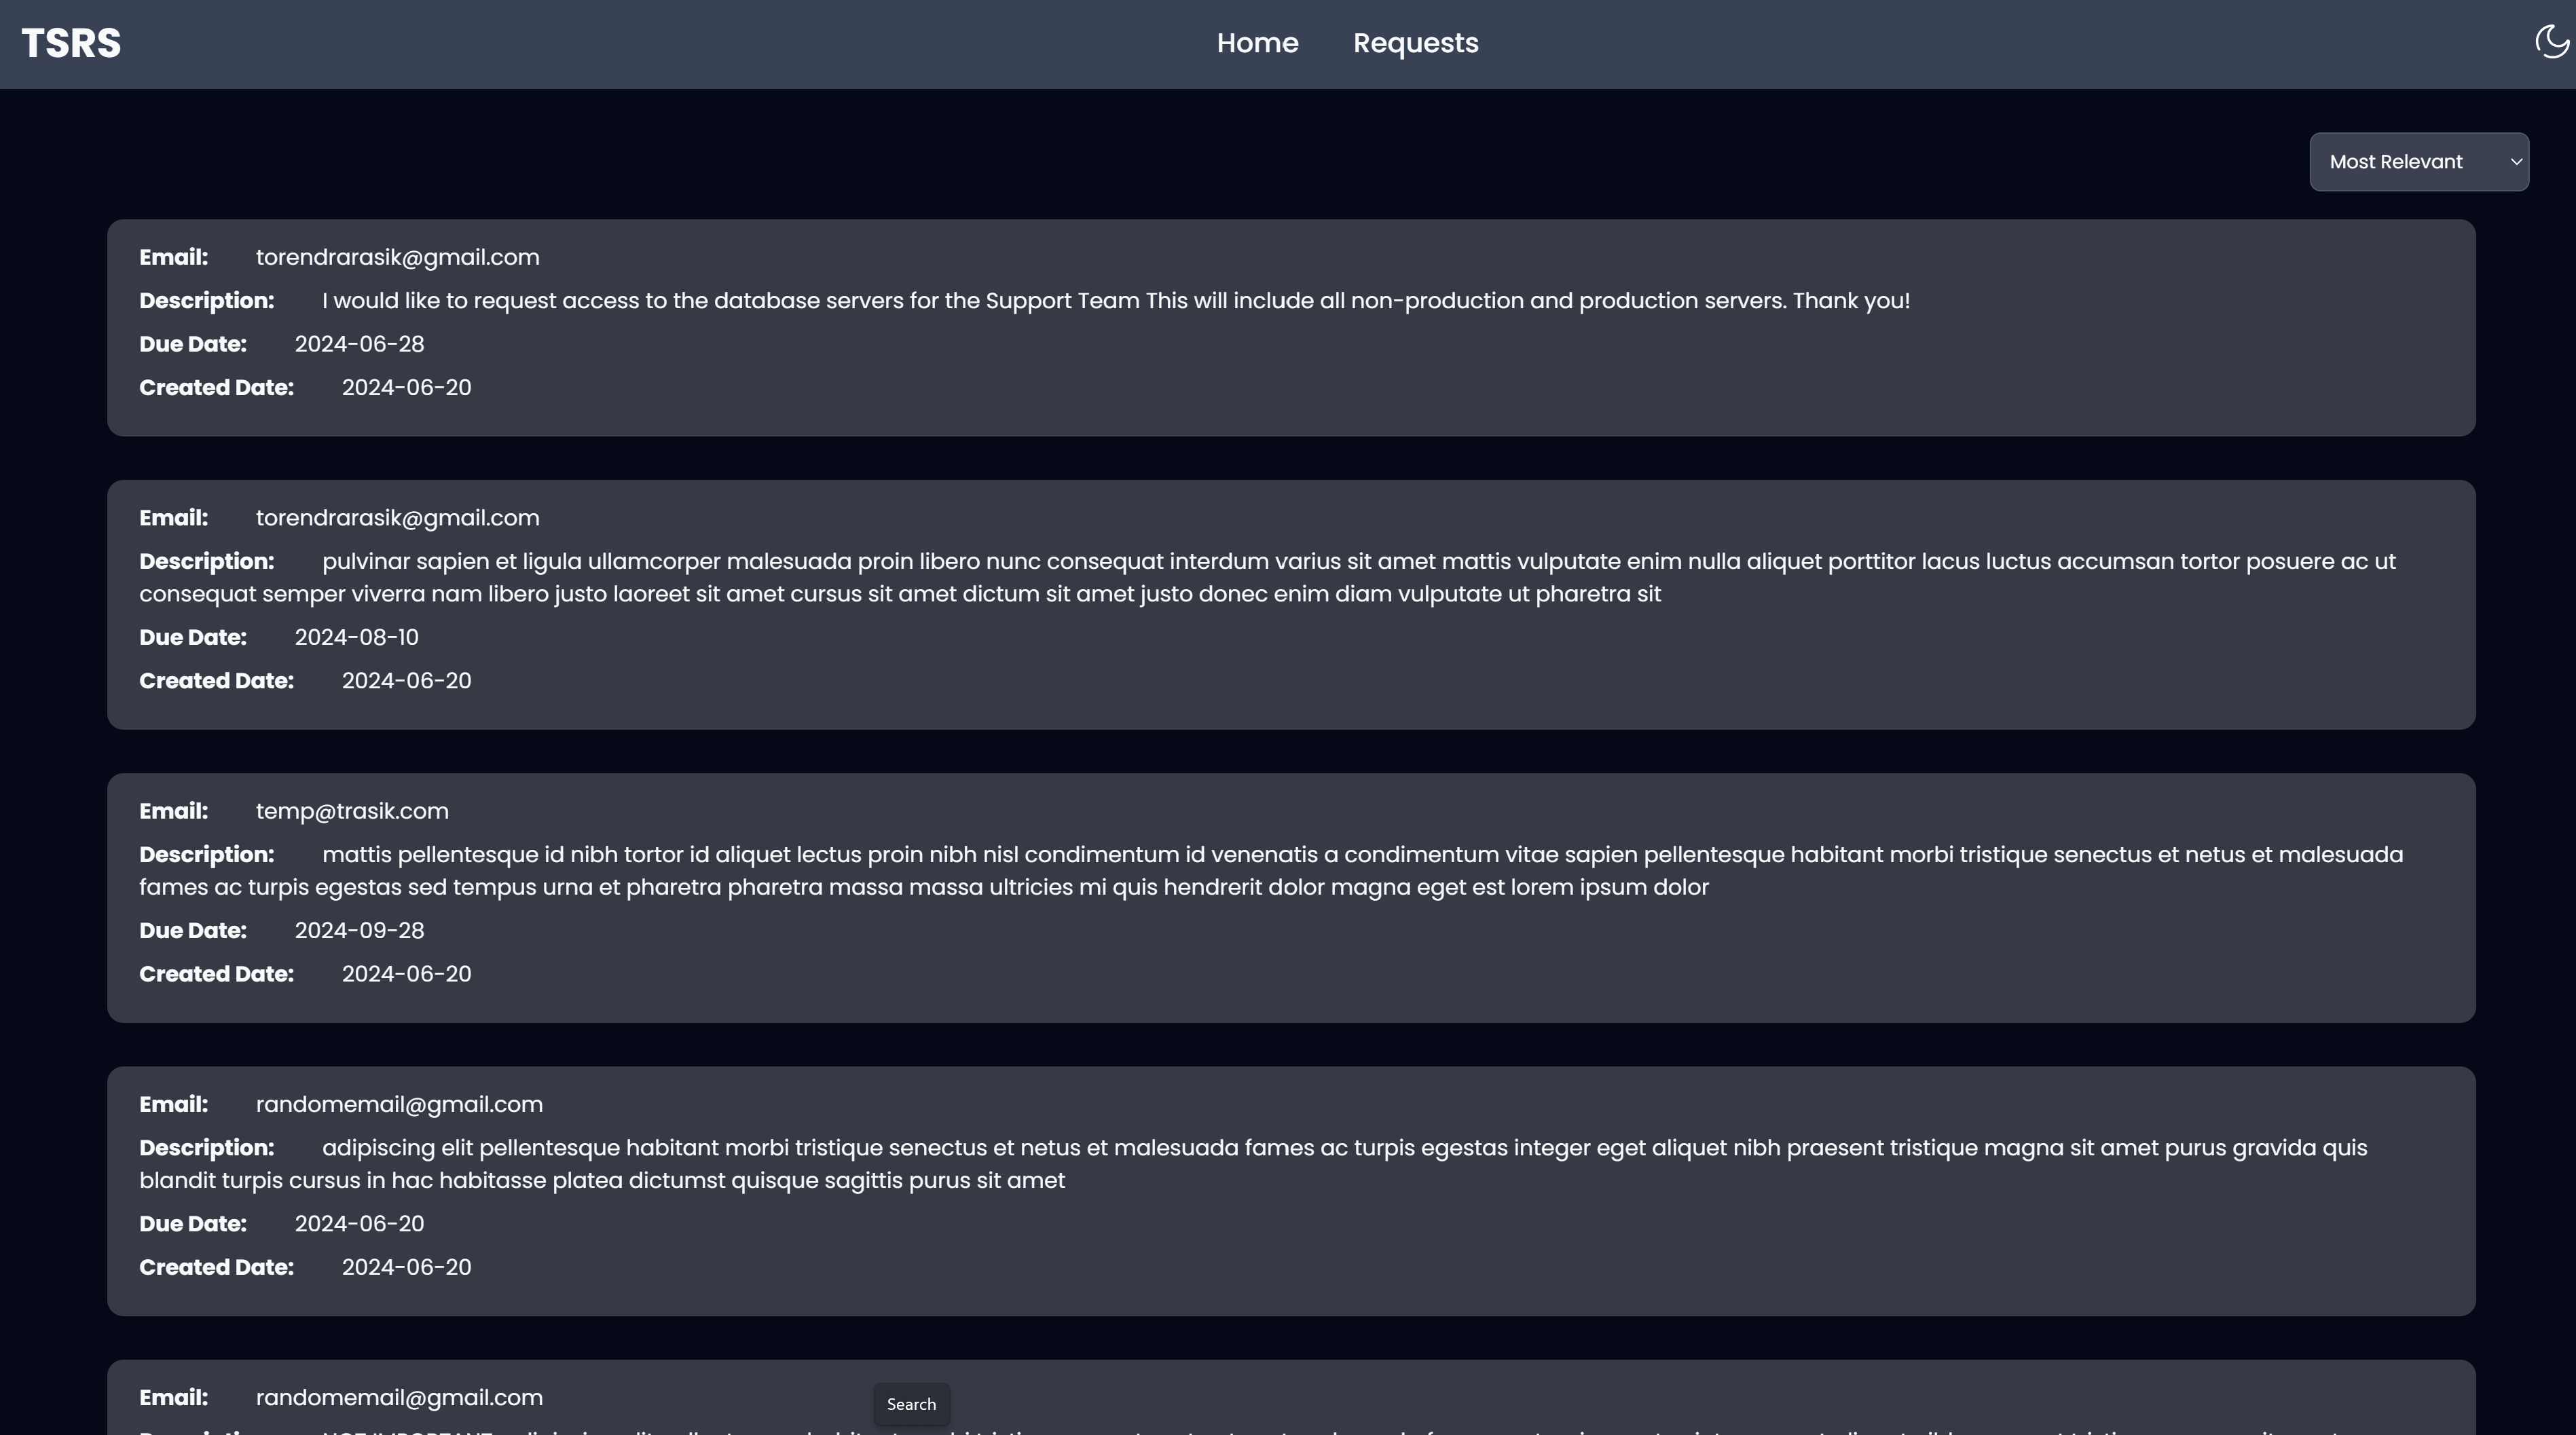 TSRS
Home Requests
Most Relevant
Email: torendrarasik@gmail.com
Description: I would like to request access to the database servers for the Support Team This will include all non-production and production servers. Thank you!
Due Date: 2024-06-28
Created Date: 2024-06-20
Email: torendrarasik@gmail.com
Description: pulvinar sapien et ligula ullamcorper malesuada proin libero nunc consequat interdum varius sit amet mattis vulputate enim nulla aliquet porttitor lacus luctus accumsan tortor posuere ac ut
consequat semper viverra nam libero justo laoreet sit amet cursus sit amet dictum sit amet justo donec enim diam vulputate ut pharetra sit
Due Date: 2024-08-10
Created Date: 2024-06-20
Email: temp@trasik.com
Description: mattis pellentesque id nibh tortor id aliquet lectus proin nibh nisl condimentum id venenatis a condimentum vitae sapien pellentesque habitant morbi tristique senectus et netus et malesuada
fames ac turpis egestas sed tempus urna et pharetra pharetra massa massa ultricies mi quis hendrerit dolor magna eget est lorem ipsum dolor
Due Date: 2024-09-28
Created Date: 2024-06-20
Email: randomemail@gmail.com
Description: adipiscing elit pellentesque habitant morbi tristique senectus et netus et malesuada fames ac turpis egestas integer eget aliquet nibh praesent tristique magna sit amet purus gravida quis
blandit turpis cursus in hac habitasse platea dictumst quisque sagittis purus sit amet
Due Date: 2024-06-20
Created Date: 2024-06-20
Email: randomemail@gmail.com
Search